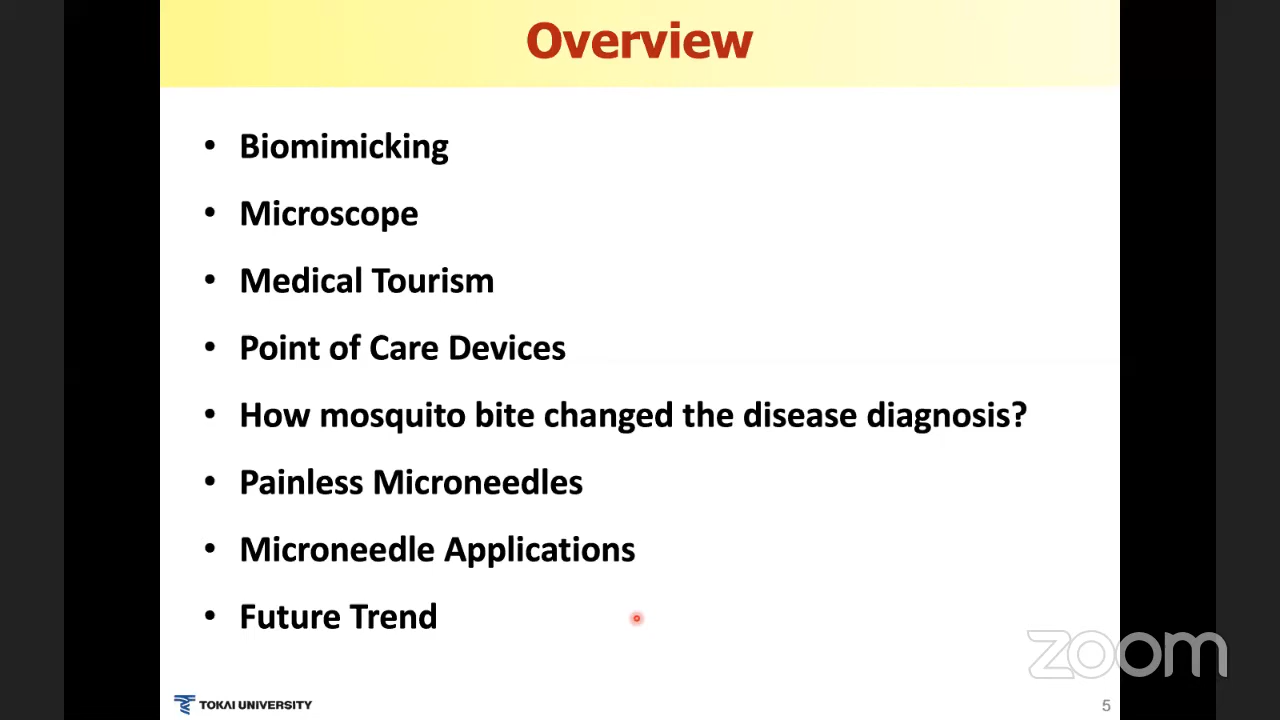 Overview
• Biomimicking
• Microscope
• Medical Tourism
• Point of Care Devices
• How mosquito bite changed the disease diagnosis?
• Painless Microneedles
• Microneedle Applications
• Future Trend
zoom
TOKAI UNIVERSITY
5